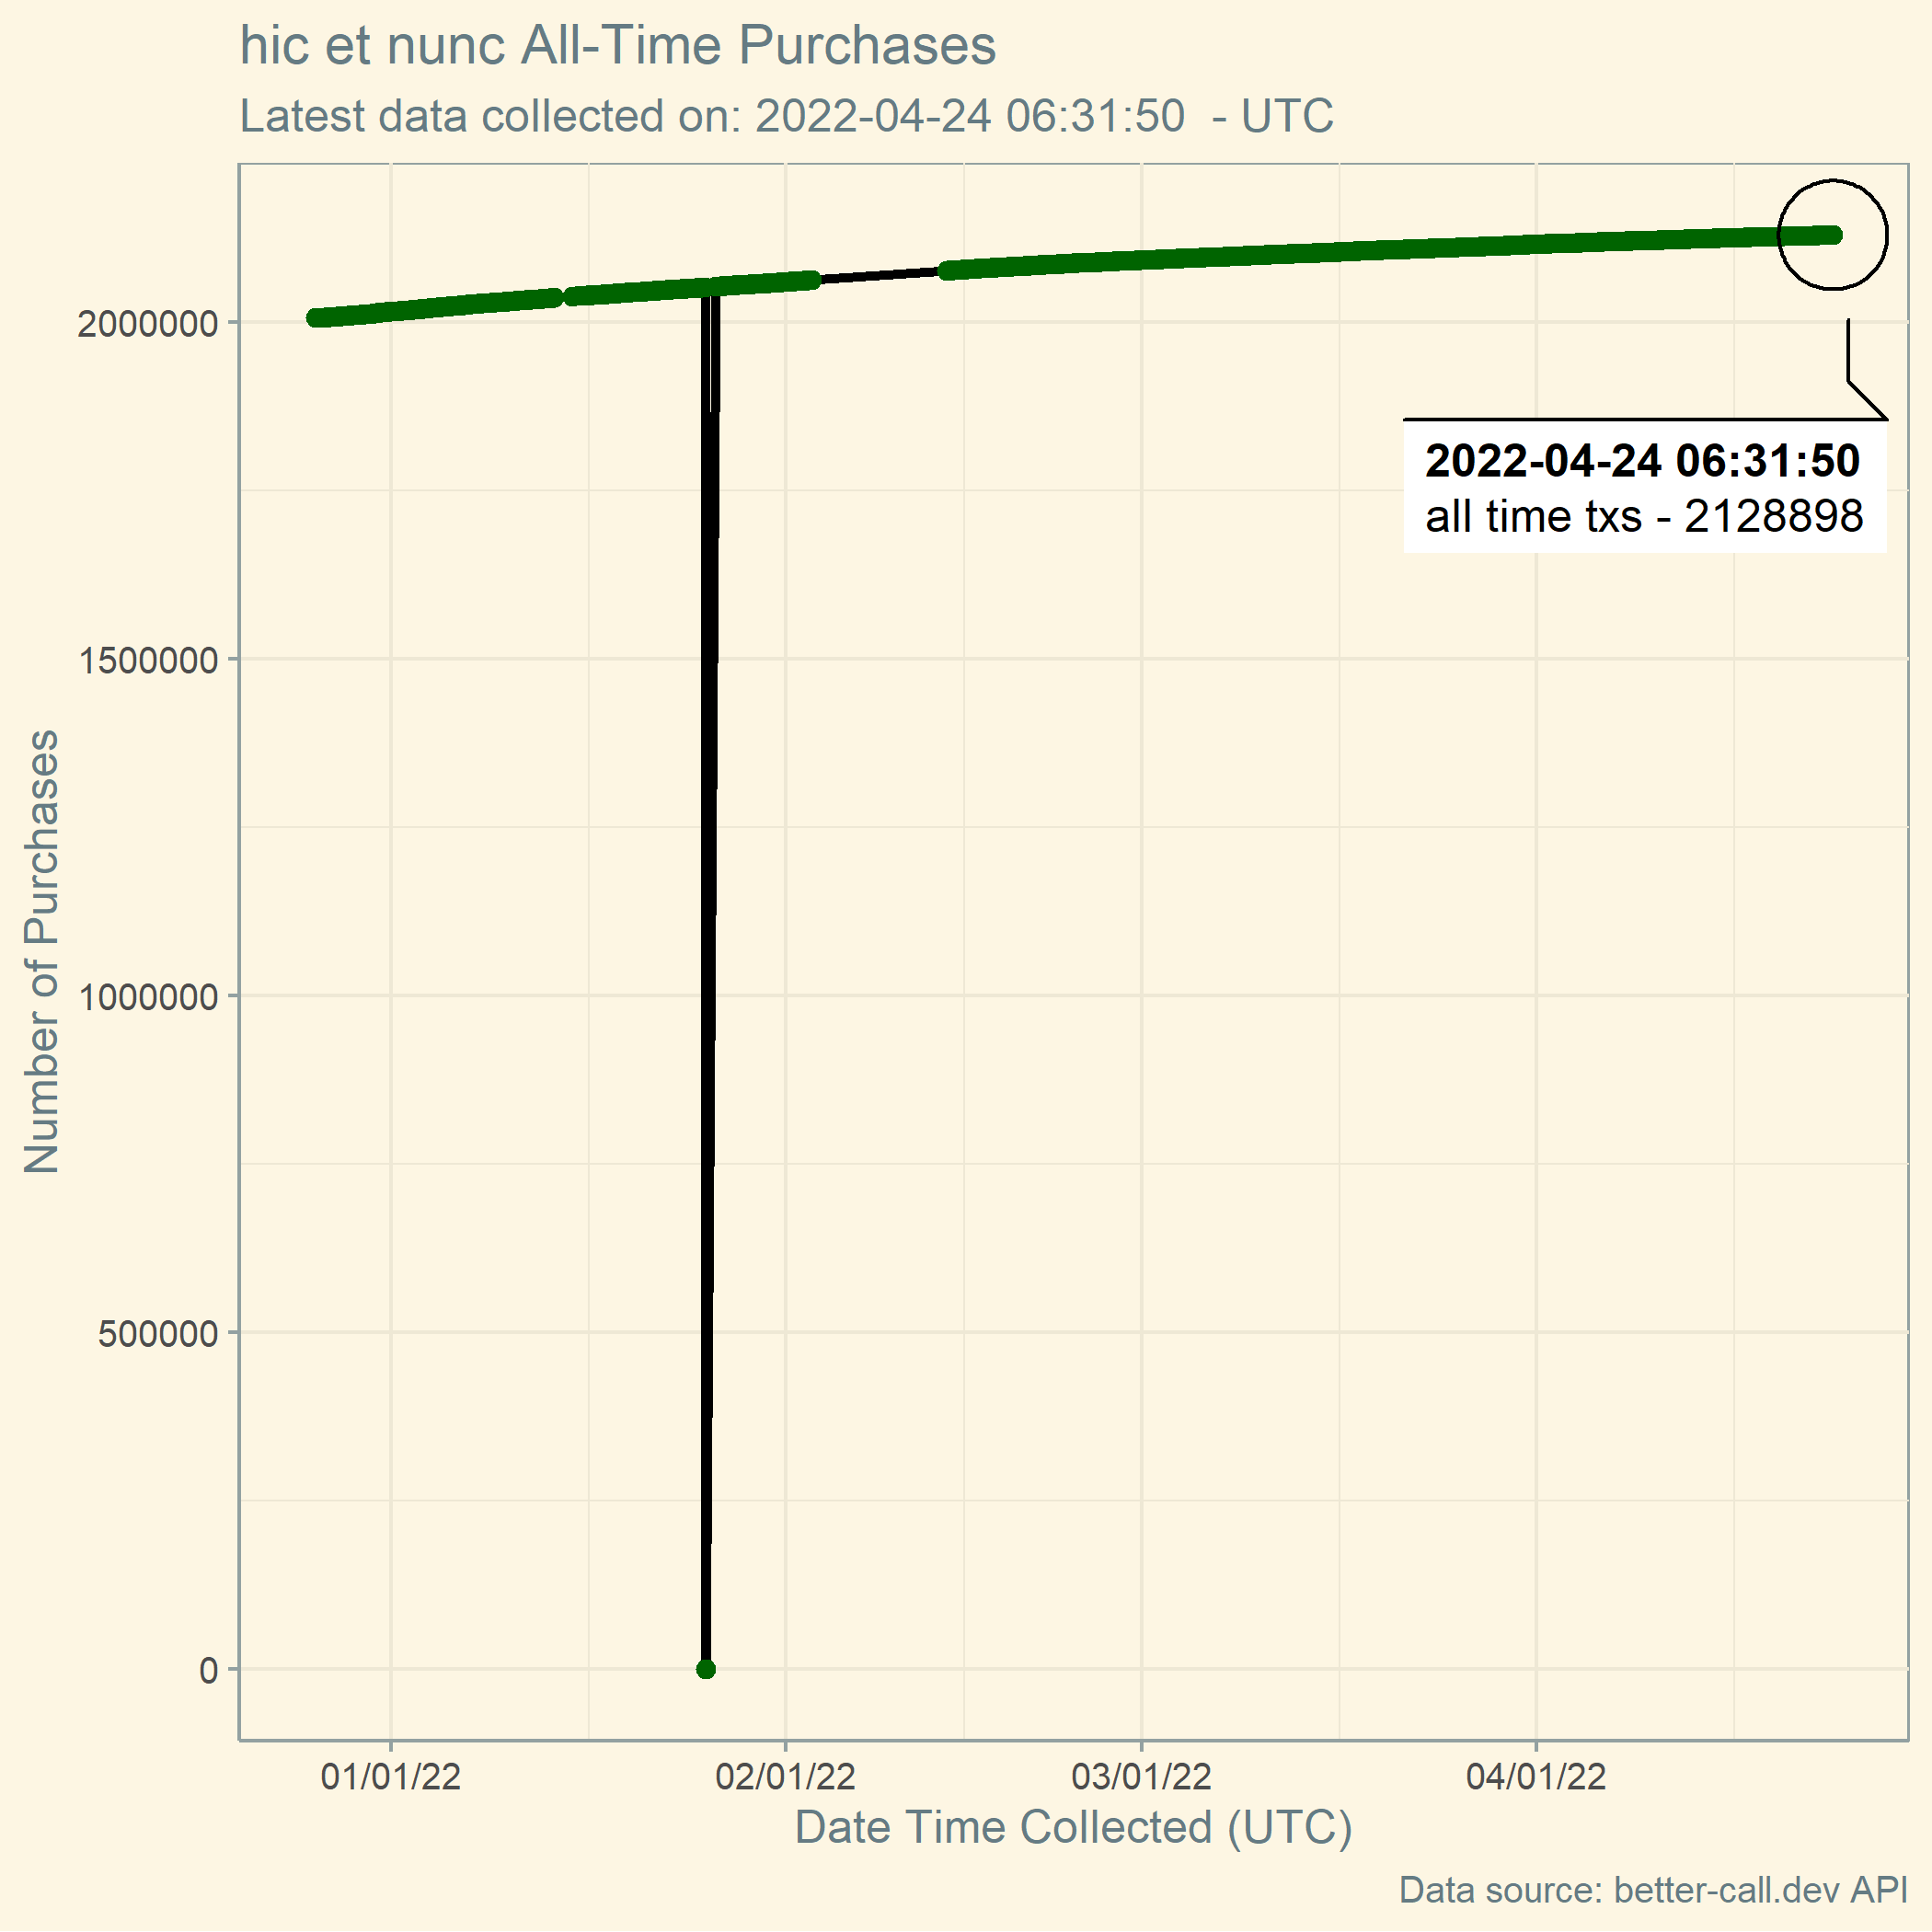 hic et nunc All-Time Purchases
Latest data collected on: 2022-04-24 06:31:50  - UTC
2000000
2022-04-24 06:31:50
all time txs - 2128898
1500000
Number of Purchases
1000000
500000
0
01/01/22 02/01/22 03/01/22 04/01/22
Date Time Collected (UTC)
Data source: better-call.dev API